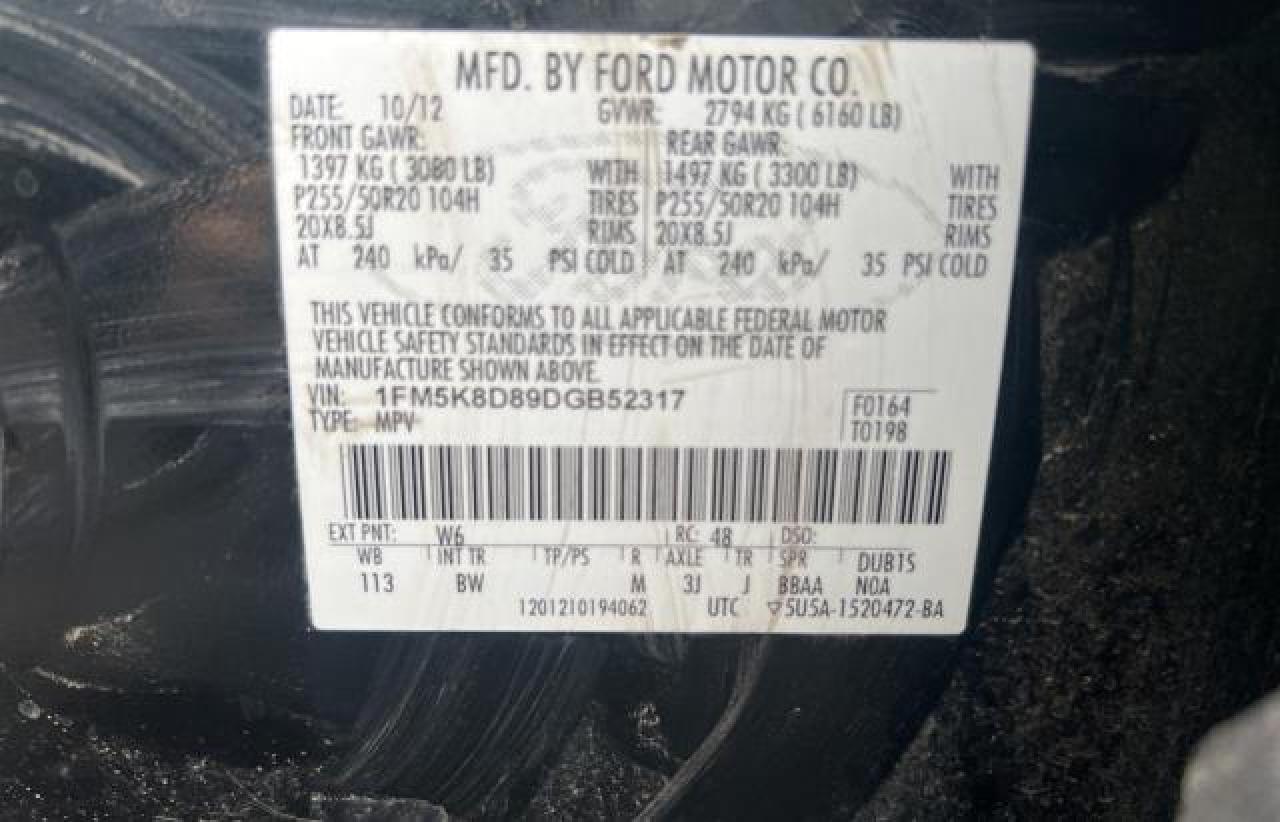 MFD. BY FORD MOTOR CO.
DATE: 10/12 GVWR: 2794 KG ( 6160 LB)
FRONT GAWR: REAR GAWR:
1397 KG ( 3080 LB) WITH 1497 KG ( 3300 LB) WITH
P255/50R20 104H TIRES P255/50R20 104H TIRES
20X8.5J RIMS 20X8.5J RIMS
AT 240 kPa/ 35 PSI COLD AT 240 kPa/ 35 PSI COLD
THIS VEHICLE CONFORMS TO ALL APPLICABLE FEDERAL MOTOR
VEHICLE SAFETY STANDARDS IN EFFECT ON THE DATE OF
MANUFACTURE SHOWN ABOVE.
VIN: 1FM5K8D89DGB52317
TYPE: MPV
F0164
T0198
EXT PNT: W6 RC: 48 DSO:
WB INT TR TP/PS R AXLE TR SPR DUB15
113 BW M 3J J BBAA NOA
1201210194062 UTC ▽5U5A-1520472-BA